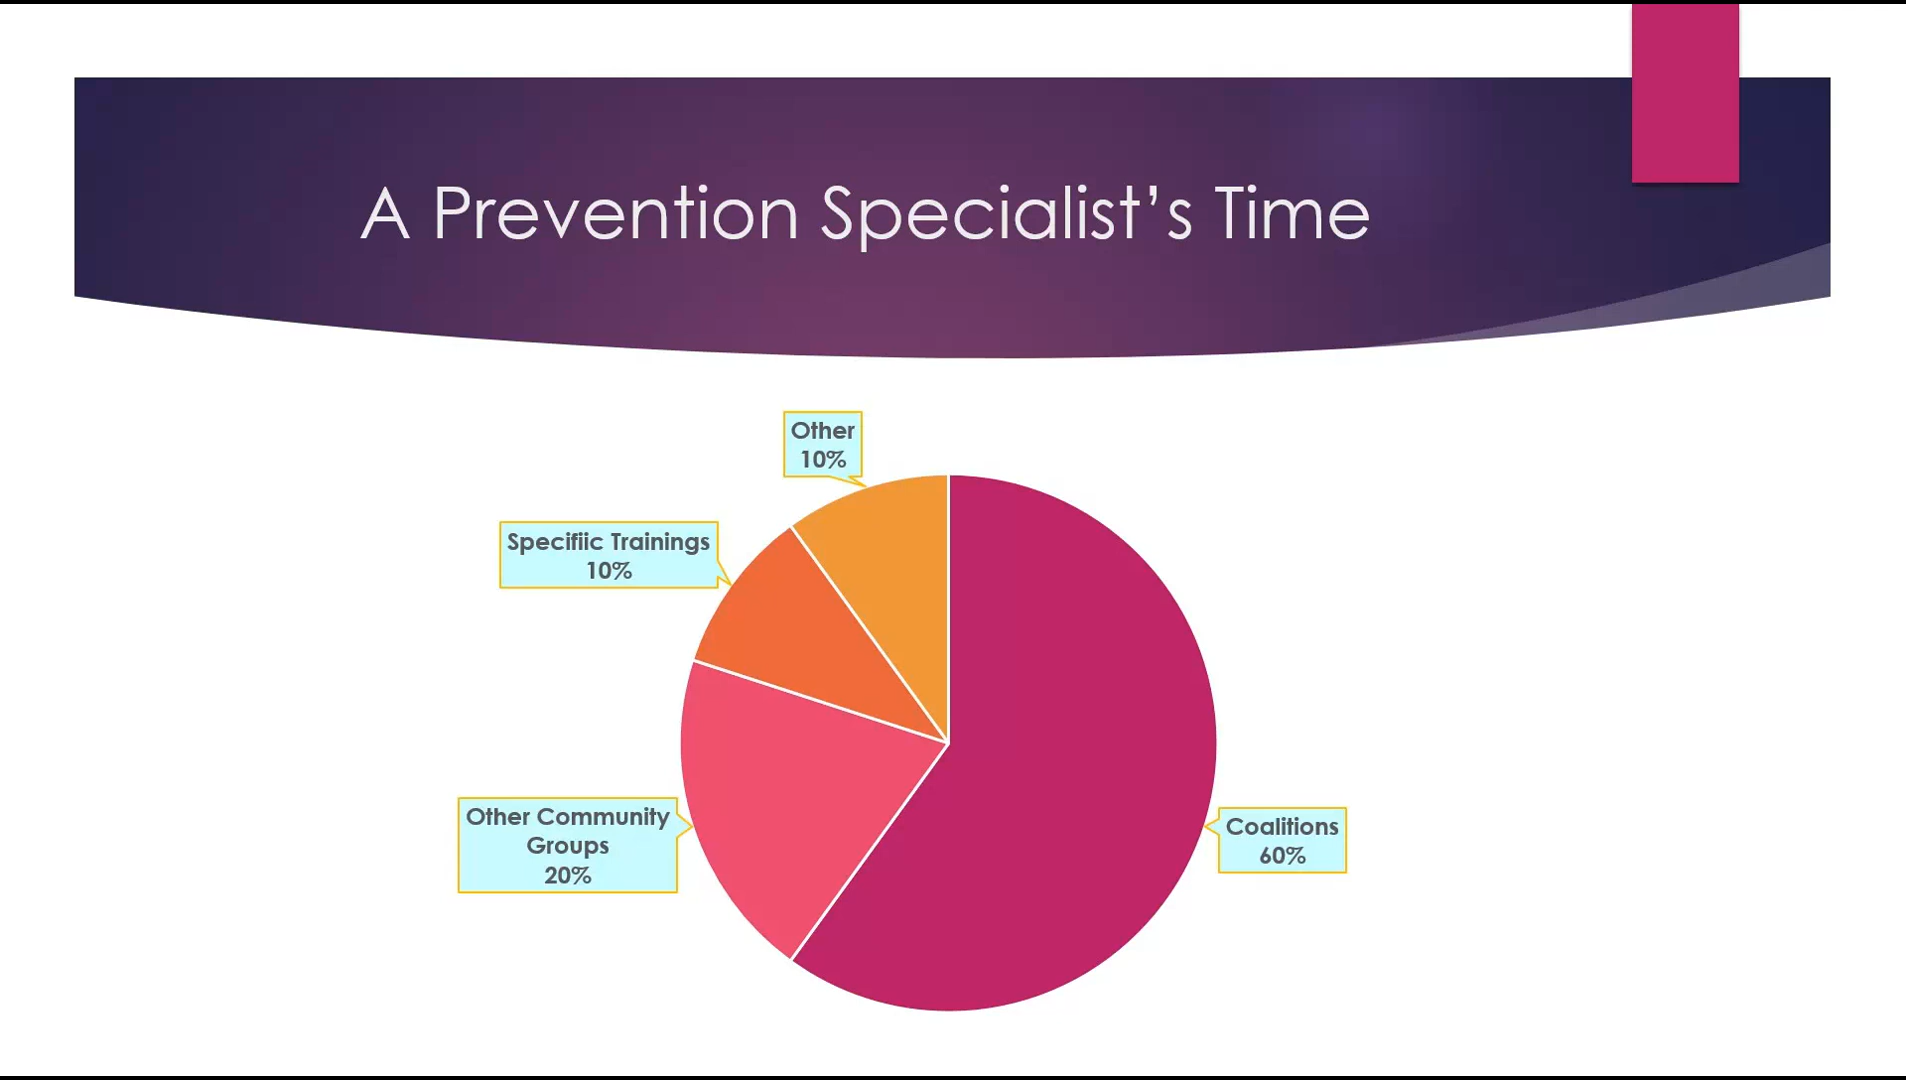 A Prevention Specialist’s Time
Other
10%
Specifiic Trainings
10%
Other Community
Groups
20%
Coalitions
60%